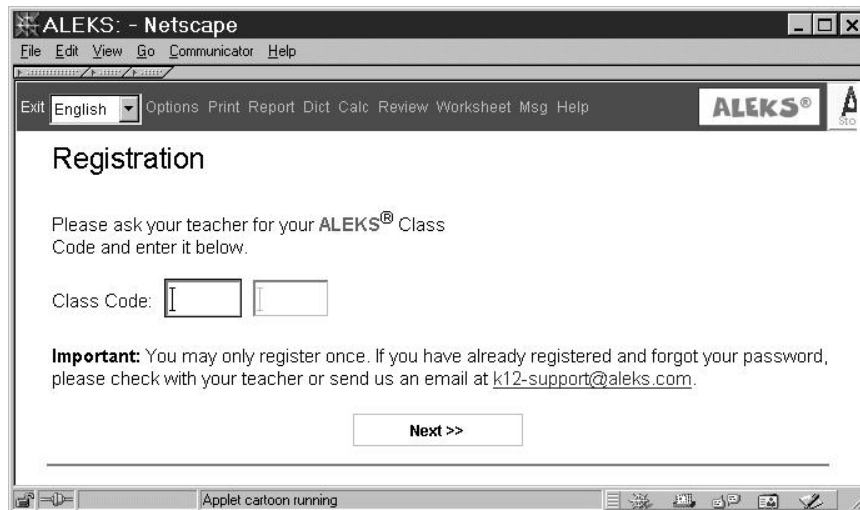 ALEKS: - Netscape
File Edit View Go Communicator Help
Exit English Options Print Report Dict Calc Review Worksheet Msg Help ALEKS®
Sto
Registration
Please ask your teacher for your ALEKS® Class
Code and enter it below.
Class Code:
Important: You may only register once. If you have already registered and forgot your password,
please check with your teacher or send us an email at k12-support@aleks.com.
Next >>
Applet cartoon running